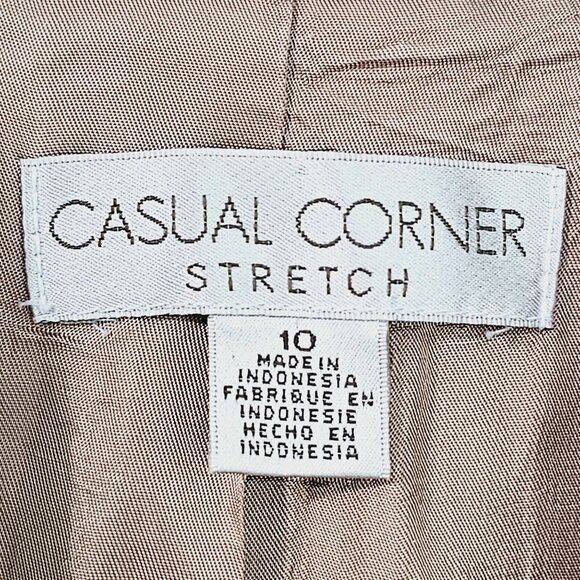 CASUAL CORNER
STRETCH
10
MADE IN
INDONESIA
FABRIQUE EN
INDONESIE
HECHO EN
INDONESIA